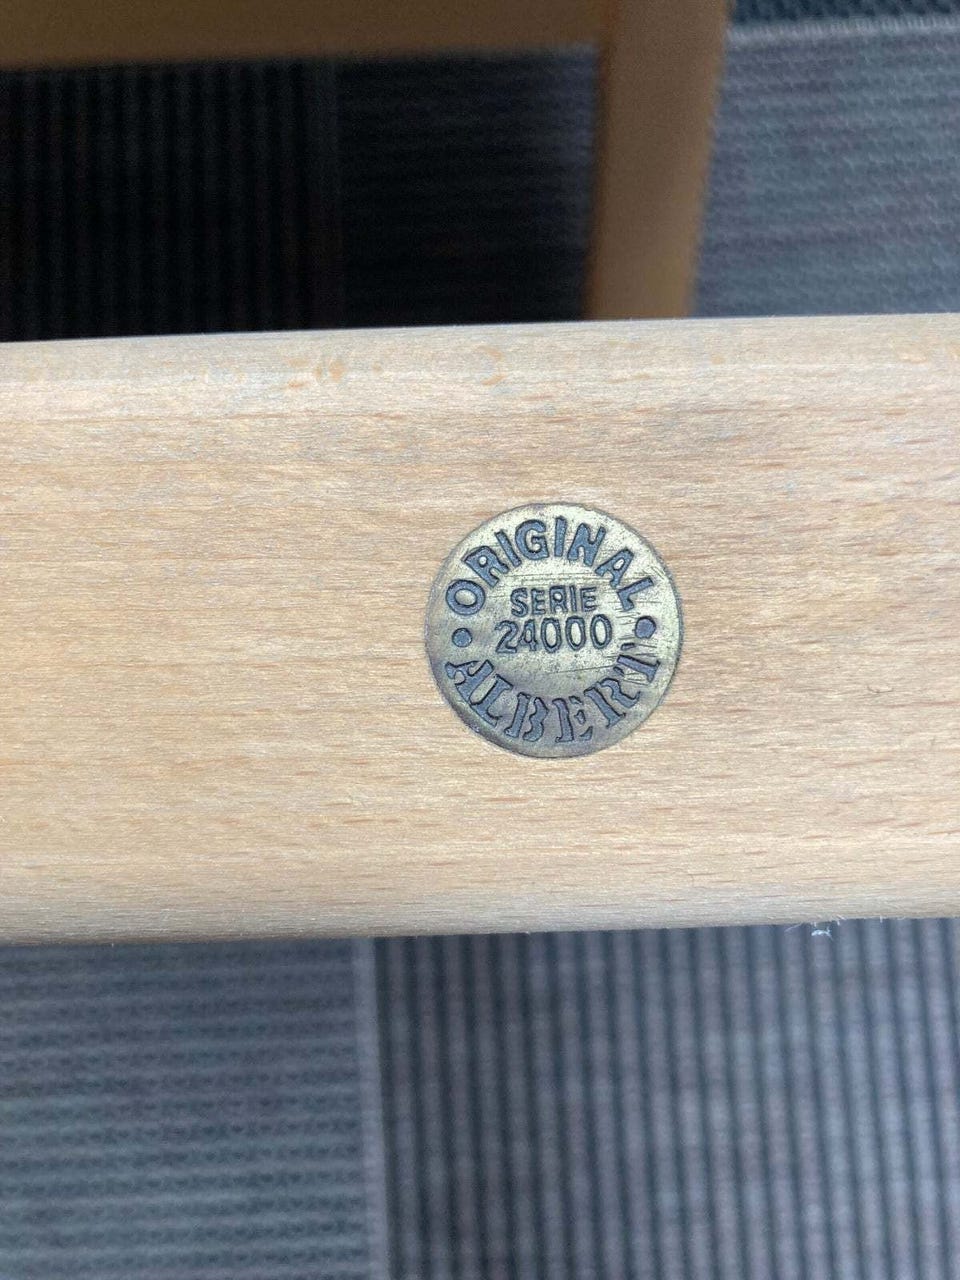 ORIGINAL
SERIE
24000
ALBERT